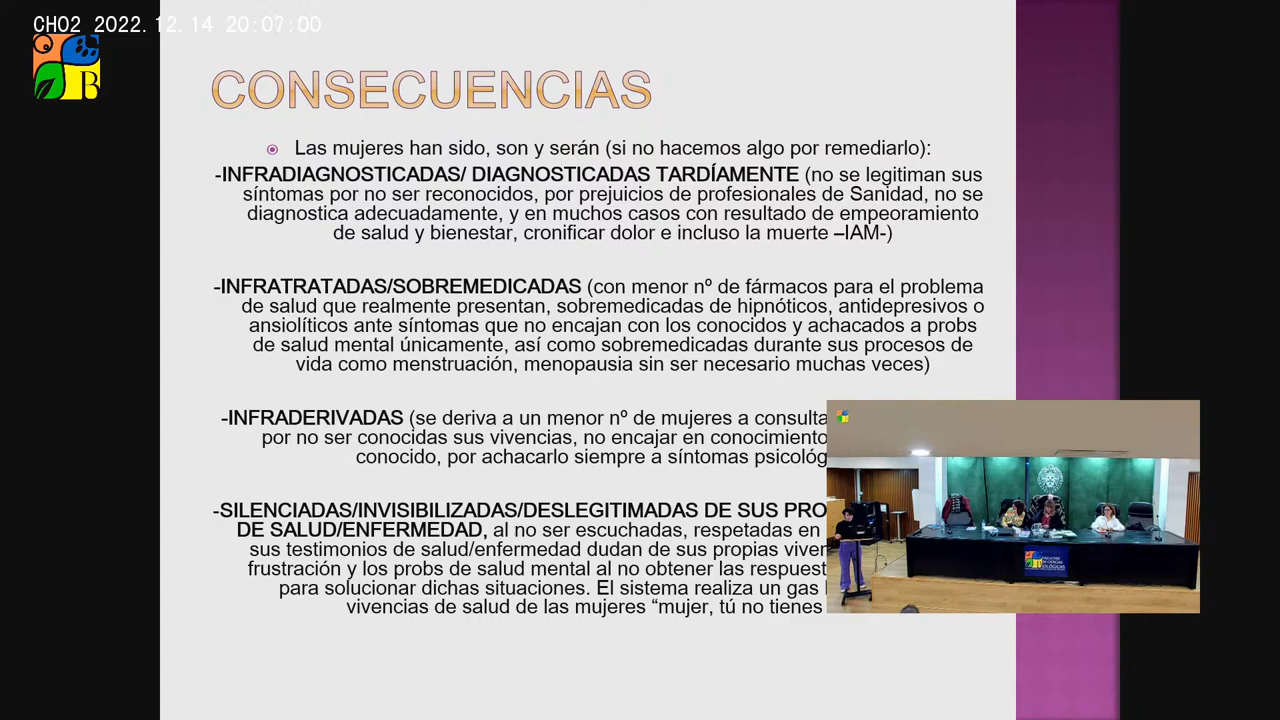 CH02 2022.12.14 20:07:00
B
CONSECUENCIAS
Las mujeres han sido, son y serán (si no hacemos algo por remediarlo):
-INFRADIAGNOSTICADAS/ DIAGNOSTICADAS TARDÍAMENTE (no se legitiman sus
síntomas por no ser reconocidos, por prejuicios de profesionales de Sanidad, no se
diagnostica adecuadamente, y en muchos casos con resultado de empeoramiento
de salud y bienestar, cronificar dolor e incluso la muerte –IAM-)
-INFRATRATADAS/SOBREMEDICADAS (con menor nº de fármacos para el problema
de salud que realmente presentan, sobremedicadas de hipnóticos, antidepresivos o
ansiolíticos ante síntomas que no encajan con los conocidos y achacados a probs
de salud mental únicamente, así como sobremedicadas durante sus procesos de
vida como menstruación, menopausia sin ser necesario muchas veces)
-INFRADERIVADAS (se deriva a un menor nº de mujeres a consulta
por no ser conocidas sus vivencias, no encajar en conocimiento
conocido, por achacarlo siempre a síntomas psicológ
-SILENCIADAS/INVISIBILIZADAS/DESLEGITIMADAS DE SUS PRO
DE SALUD/ENFERMEDAD, al no ser escuchadas, respetadas en
sus testimonios de salud/enfermedad dudan de sus propias viven
frustración y los probs de salud mental al no obtener las respuest
para solucionar dichas situaciones. El sistema realiza un gas
vivencias de salud de las mujeres “mujer, tú no tienes
FACULTAD
DE CIENCIAS
BIOLÓGICAS